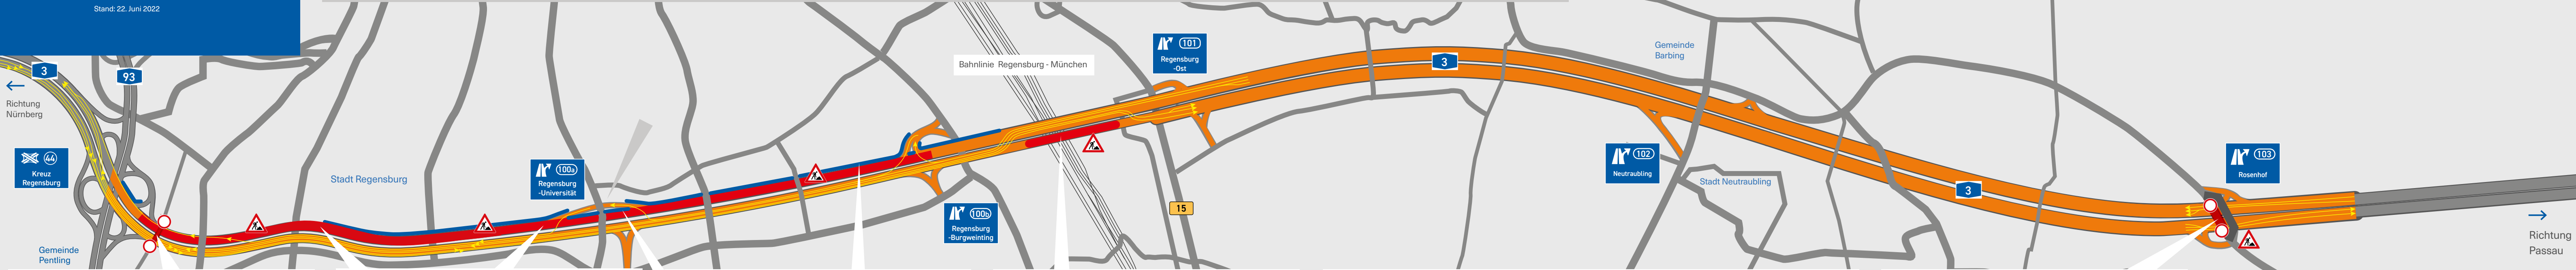 Stand: 22. Juni 2022
3
93
Richtung
Nürnberg
44
Kreuz
Regensburg
Gemeinde
Pentling
Stadt Regensburg
100a
Regensburg
-Universität
100b
Regensburg
-Burgweinting
Bahnlinie Regensburg - München
101
Regensburg
-Ost
15
3
Gemeinde
Barbing
102
Neutraubling
Stadt Neutraubling
3
103
Rosenhof
Richtung
Passau